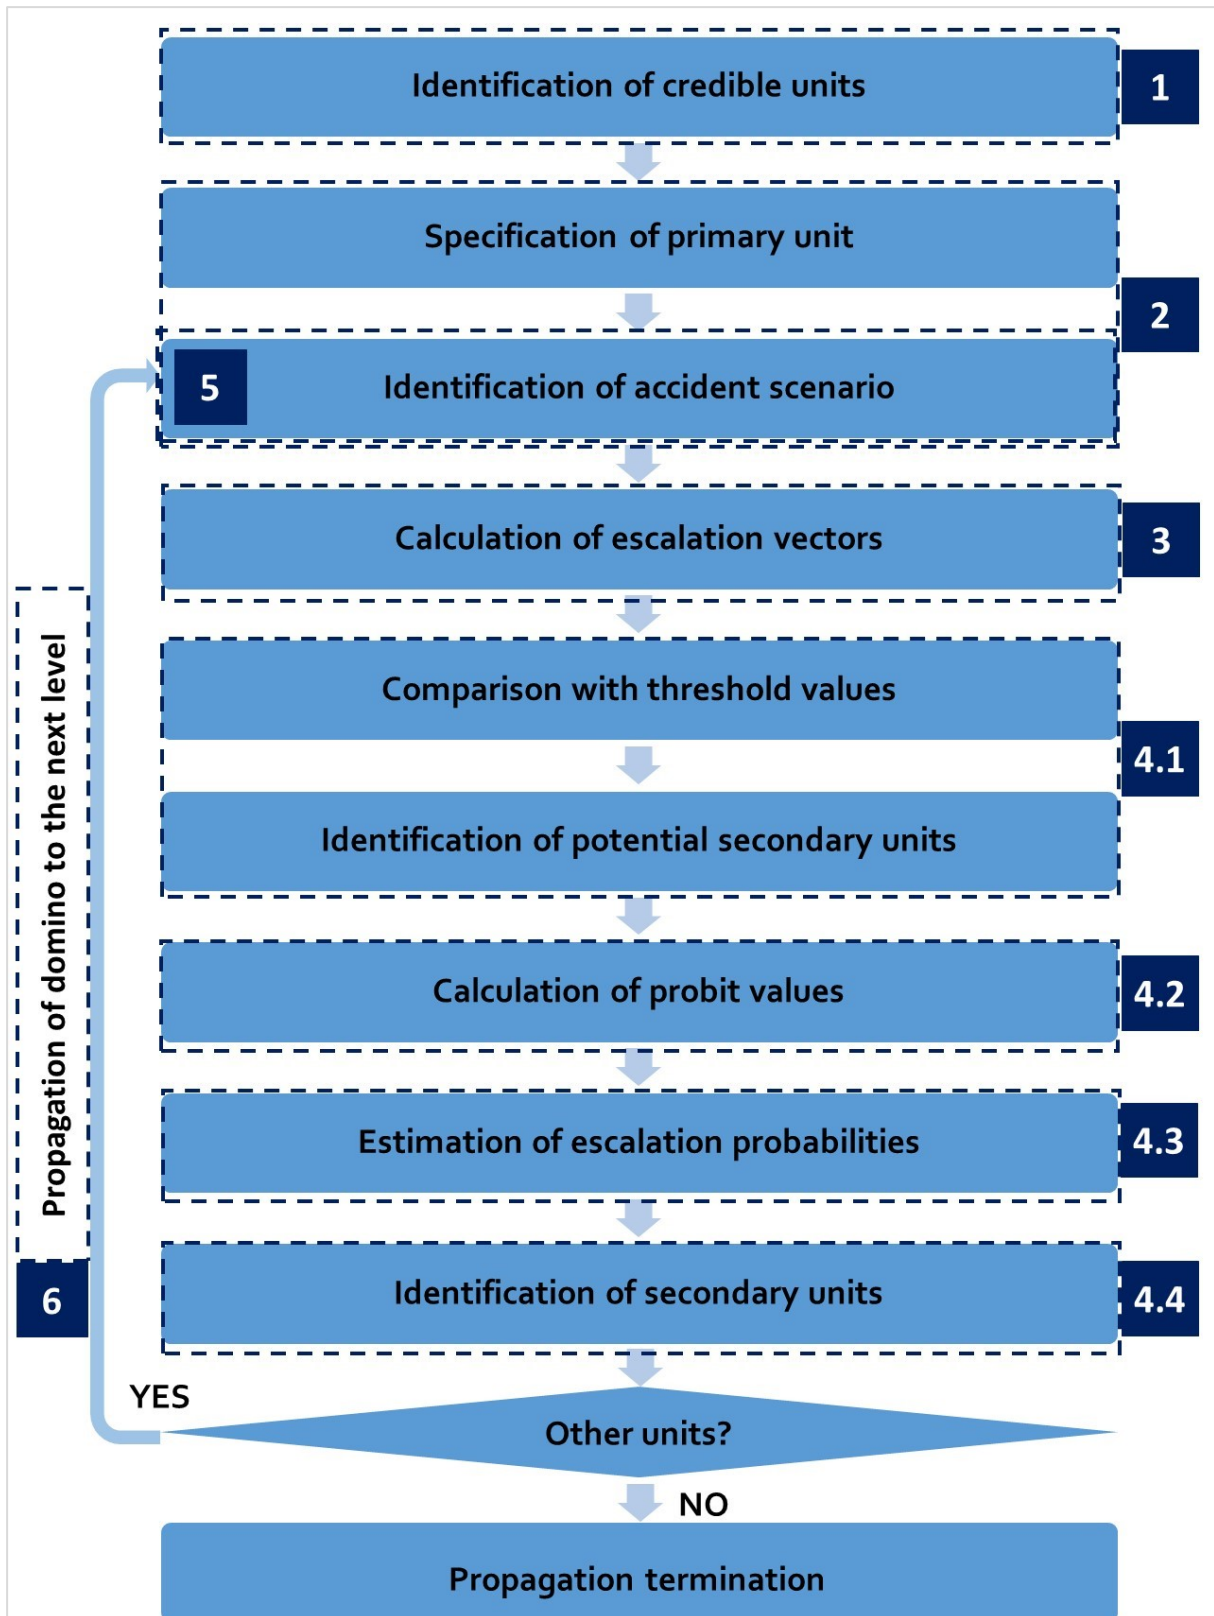 Identification of credible units
1
Specification of primary unit
2
5
Identification of accident scenario
Calculation of escalation vectors
3
Comparison with threshold values
4.1
Identification of potential secondary units
Calculation of probit values
4.2
Estimation of escalation probabilities
4.3
Identification of secondary units
4.4
Propagation of domino to the next level
6
YES
Other units?
NO
Propagation termination